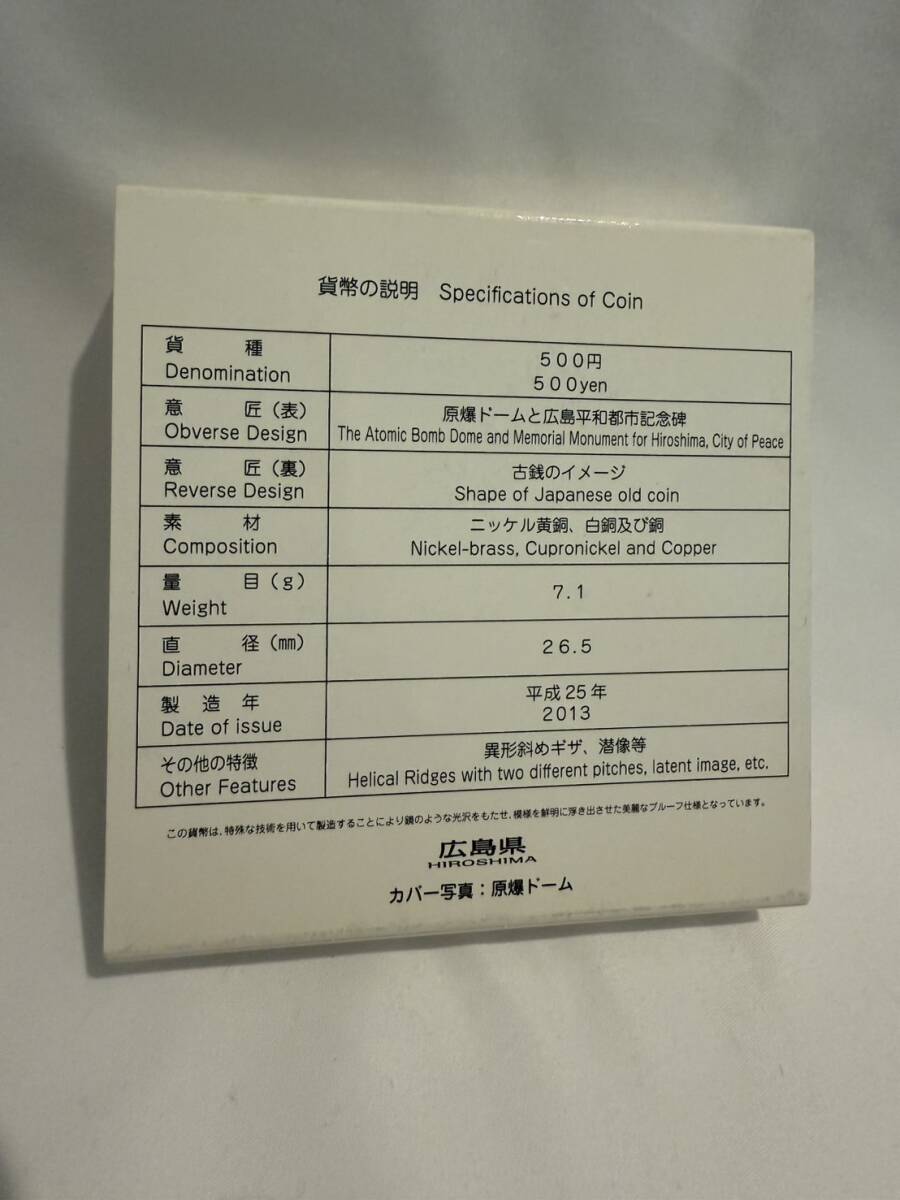 貨幣の説明 Specifications of Coin
貨種
Denomination
500円
500yen
意匠(表)
Obverse Design
原爆ドームと広島平和都市記念碑
The Atomic Bomb Dome and Memorial Monument for Hiroshima, City of Peace
意匠(裏)
Reverse Design
古銭のイメージ
Shape of Japanese old coin
素材
Composition
ニッケル黄銅、白銅及び銅
Nickel-brass, Cupronickel and Copper
量目(g)
Weight
7.1
直径(㎜)
Diameter
26.5
製造年
Date of issue
平成25年
2013
その他の特徴
Other Features
異形斜めギザ、潜像等
Helical Ridges with two different pitches, latent image, etc.
この貨幣は、特殊な技術を用いて製造することにより鏡のような光沢をもたせ、模様を鮮明に浮き出させた美麗なプルーフ仕様となっています。
広島県
HIROSHIMA
カバー写真：原爆ドーム